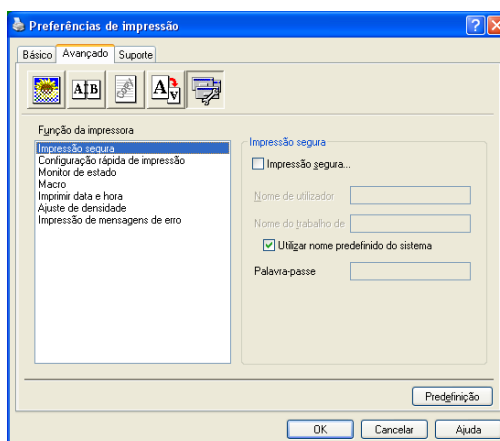 Preferências de impressão
Básico Avançado Suporte
A B
A
Função da impressora
Impressão segura
Configuração rápida de impressão
Monitor de estado
Macro
Imprimir data e hora
Ajuste de densidade
Impressão de mensagens de erro
Impressão segura
Impressão segura...
Nome de utilizador
Nome do trabalho de
Utilizar nome predefinido do sistema
Palavra-passe
Predefinição
OK Cancelar Ajuda